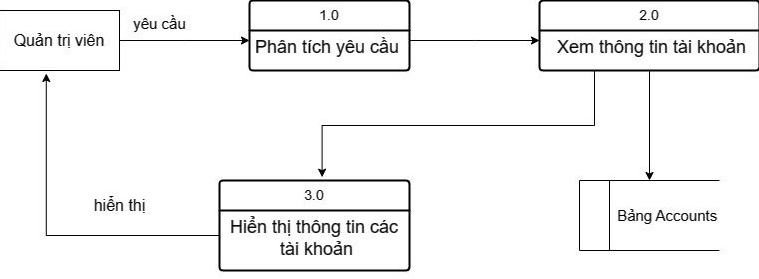 1.0
2.0
yêu cầu
Quản trị viên
Phân tích yêu cầu
Xem thông tin tài khoản
3.0
hiển thị
Bảng Accounts
Hiển thị thông tin các
tài khoản